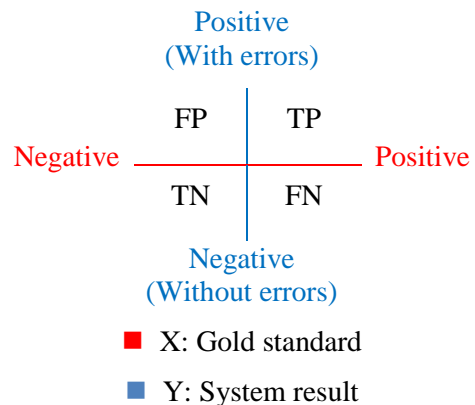 Positive
(With errors)
FP TP
Negative Positive
TN FN
Negative
(Without errors)
X: Gold standard
Y: System result